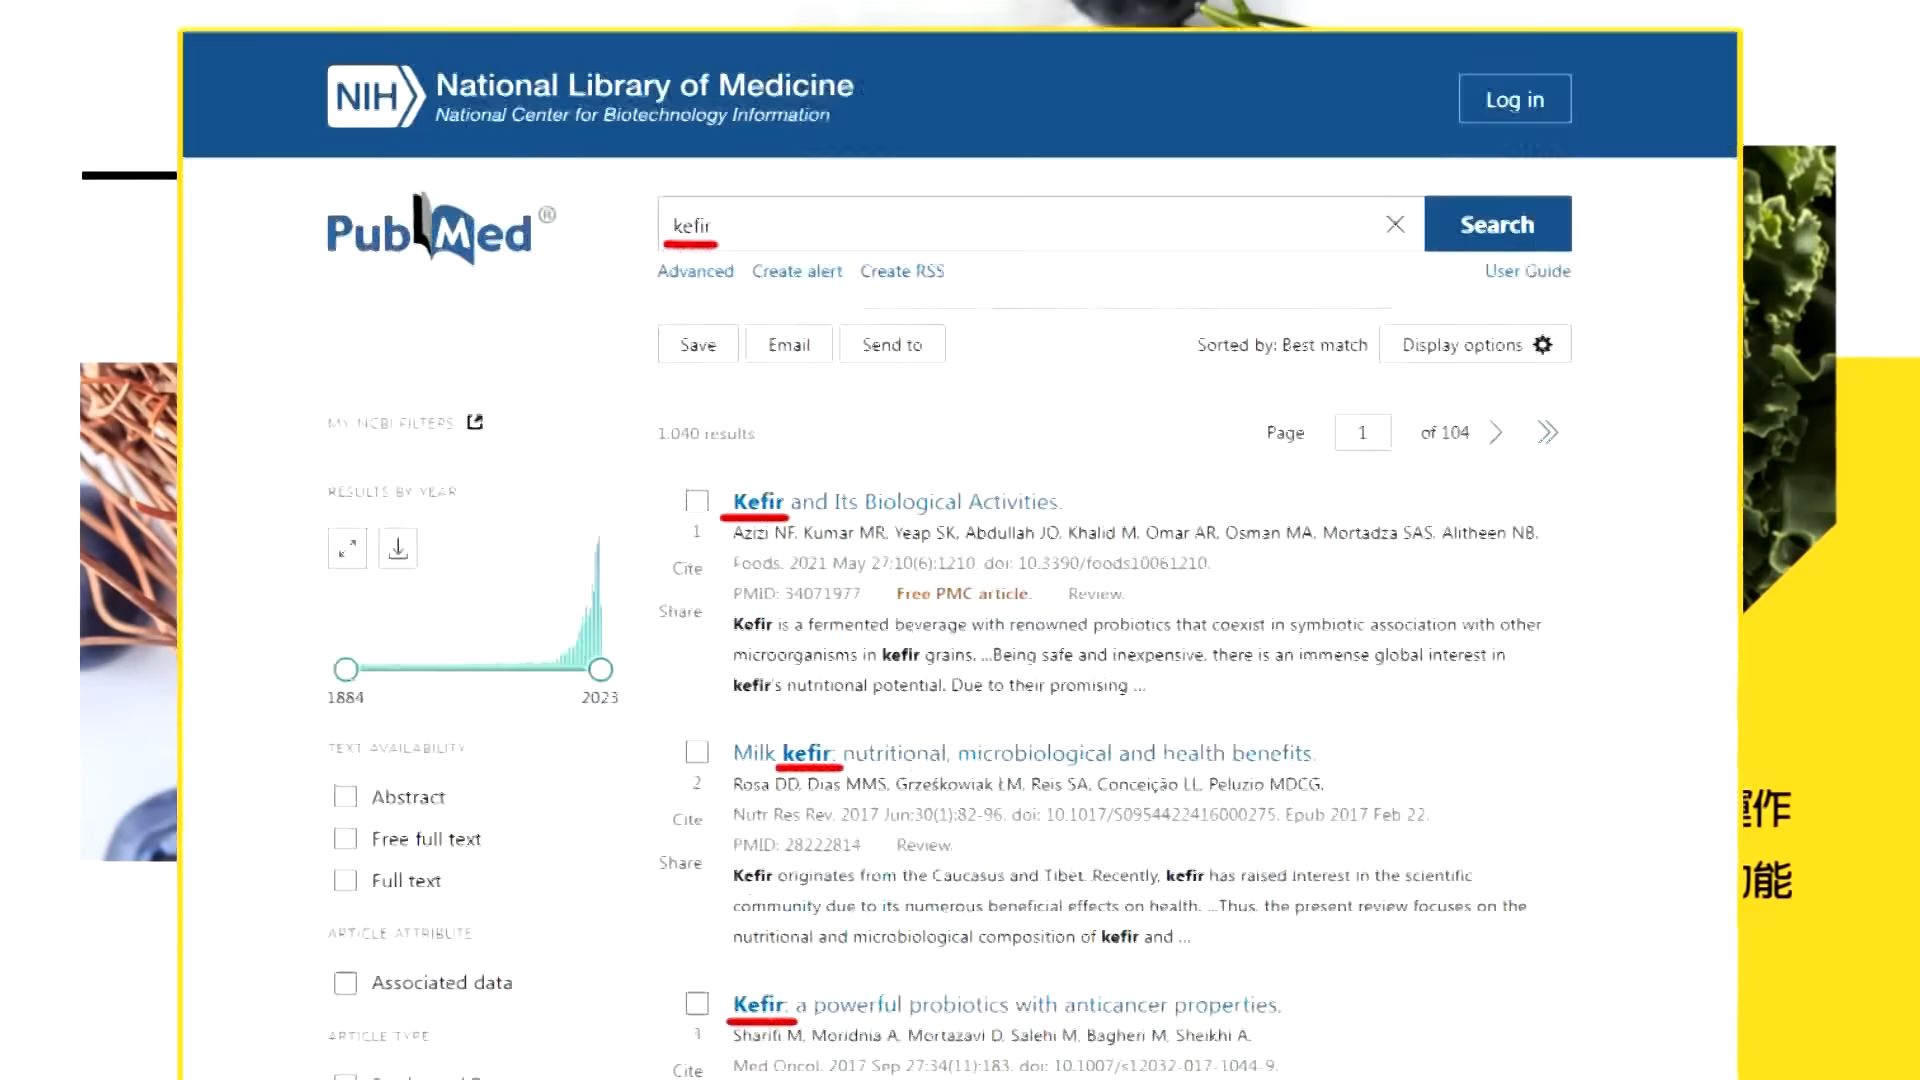 NIH National Library of Medicine
National Center for Biotechnology Information
Log in
PubMed®
kefir
Search
Advanced Create alert Create RSS
User Guide
Save Email Send to
Sorted by: Best match
Display options
MY NCBI FILTERS
1,040 results
Page 1 of 104
RESULTS BY YEAR
1884 2023
TEXT AVAILABILITY
Abstract
Free full text
Full text
ARTICLE ATTRIBUTE
Associated data
ARTICLE TYPE
Kefir and Its Biological Activities.
1
Azizi NF, Kumar MR, Yeap SK, Abdullah JO, Khalid M, Omar AR, Osman MA, Mortadza SAS, Alitheen NB.
Cite
Foods. 2021 May 27;10(6):1210. doi: 10.3390/foods10061210.
PMID: 34071977 Free PMC article. Review.
Share
Kefir is a fermented beverage with renowned probiotics that coexist in symbiotic association with other
microorganisms in kefir grains. ...Being safe and inexpensive, there is an immense global interest in
kefir's nutritional potential. Due to their promising ...
Milk kefir: nutritional, microbiological and health benefits.
2
Rosa DD, Dias MMS, Grześkowiak ŁM, Reis SA, Conceição LL, Peluzio MDCG.
Cite
Nutr Res Rev. 2017 Jun;30(1):82-96. doi: 10.1017/S0954422416000275. Epub 2017 Feb 22.
PMID: 28222814 Review.
Share
Kefir originates from the Caucasus and Tibet. Recently, kefir has raised interest in the scientific
community due to its numerous beneficial effects on health. ...Thus, the present review focuses on the
nutritional and microbiological composition of kefir and ...
Kefir: a powerful probiotics with anticancer properties.
3
Sharifi M, Moridnia A, Mortazavi D, Salehi M, Bagheri M, Sheikhi A.
Cite
Med Oncol. 2017 Sep 27;34(11):183. doi: 10.1007/s12032-017-1044-9.
作
能